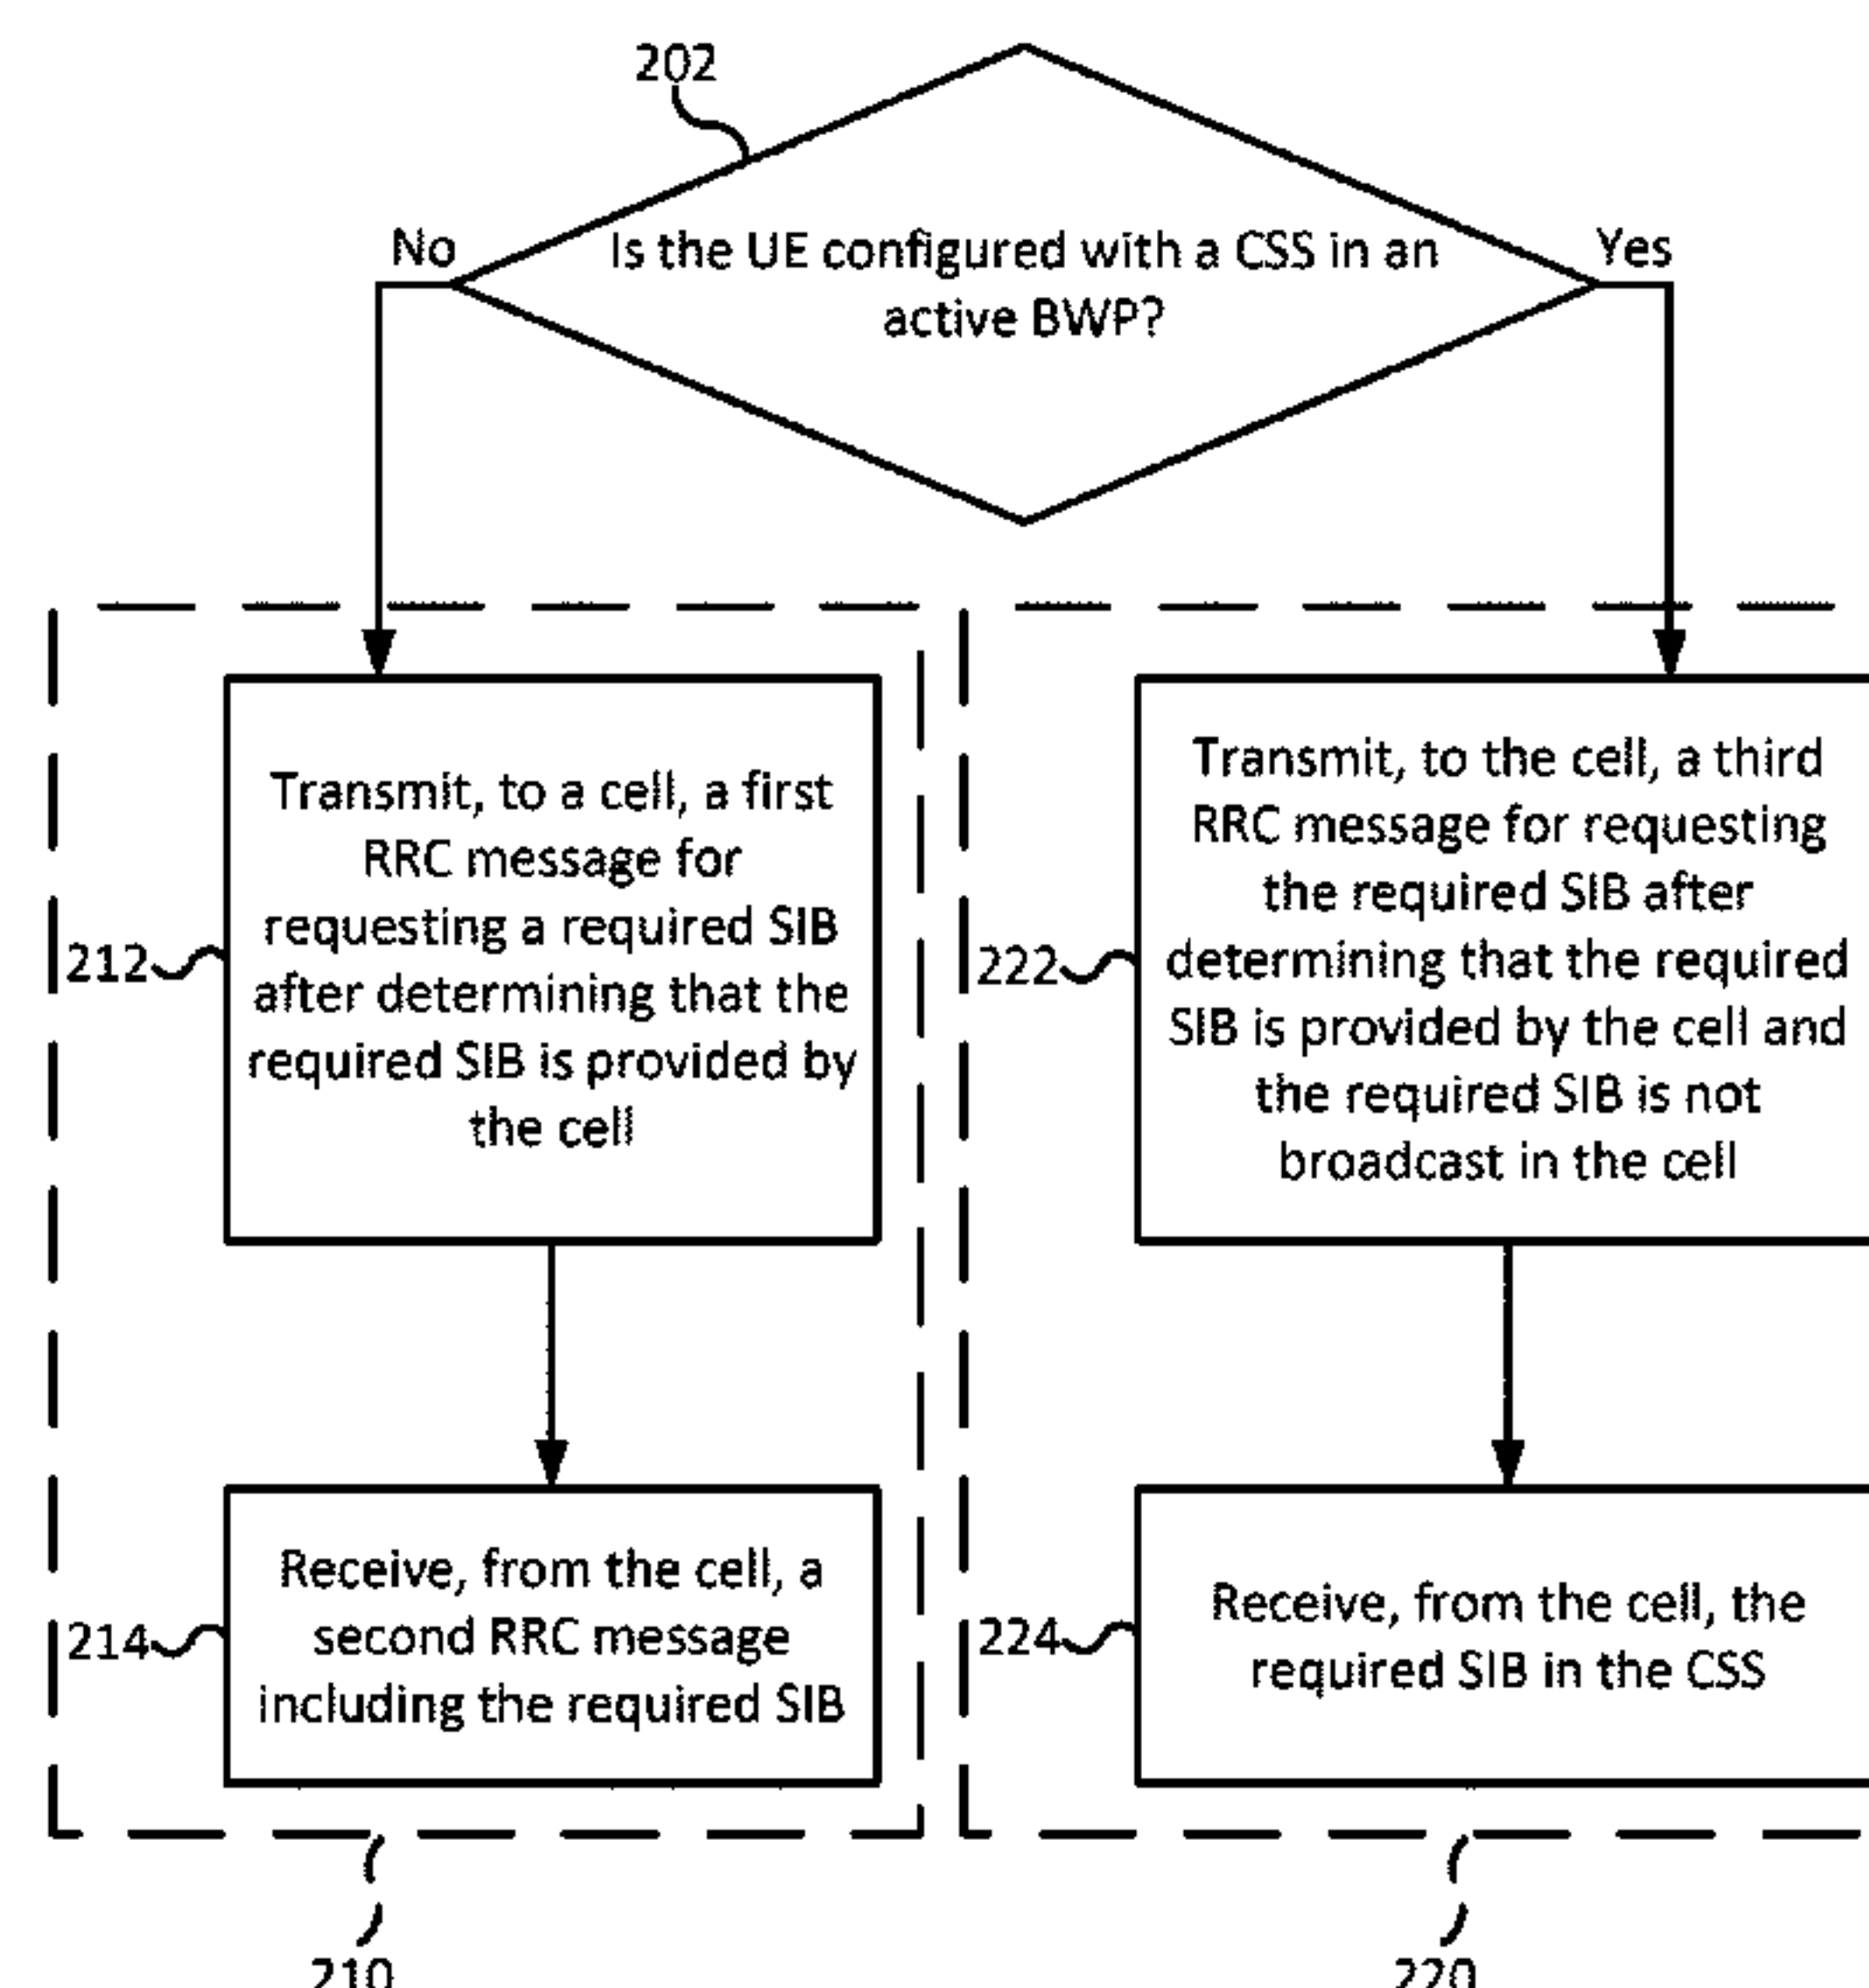 202
No
Is the UE configured with a CSS in an
active BWP?
Yes
Transmit, to a cell, a first
RRC message for
requesting a required SIB
after determining that the
required SIB is provided by
the cell
212
Transmit, to the cell, a third
RRC message for requesting
the required SIB after
determining that the required
SIB is provided by the cell and
the required SIB is not
broadcast in the cell
222
Receive, from the cell, a
second RRC message
including the required SIB
214
Receive, from the cell, the
required SIB in the CSS
224
210
220